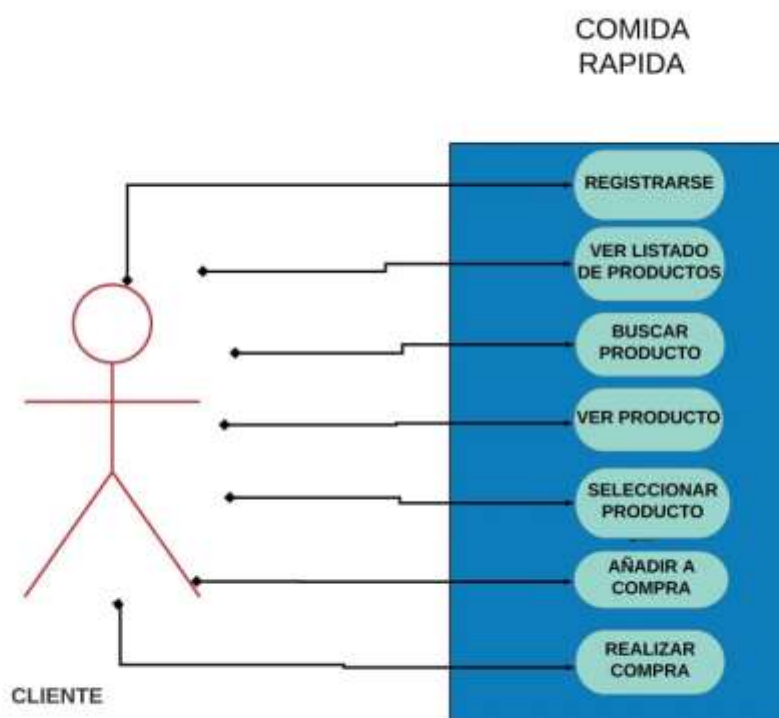 COMIDA
RAPIDA
REGISTRARSE
VER LISTADO
DE PRODUCTOS
BUSCAR
PRODUCTO
VER PRODUCTO
SELECCIONAR
PRODUCTO
AÑADIR A
COMPRA
REALIZAR
COMPRA
CLIENTE